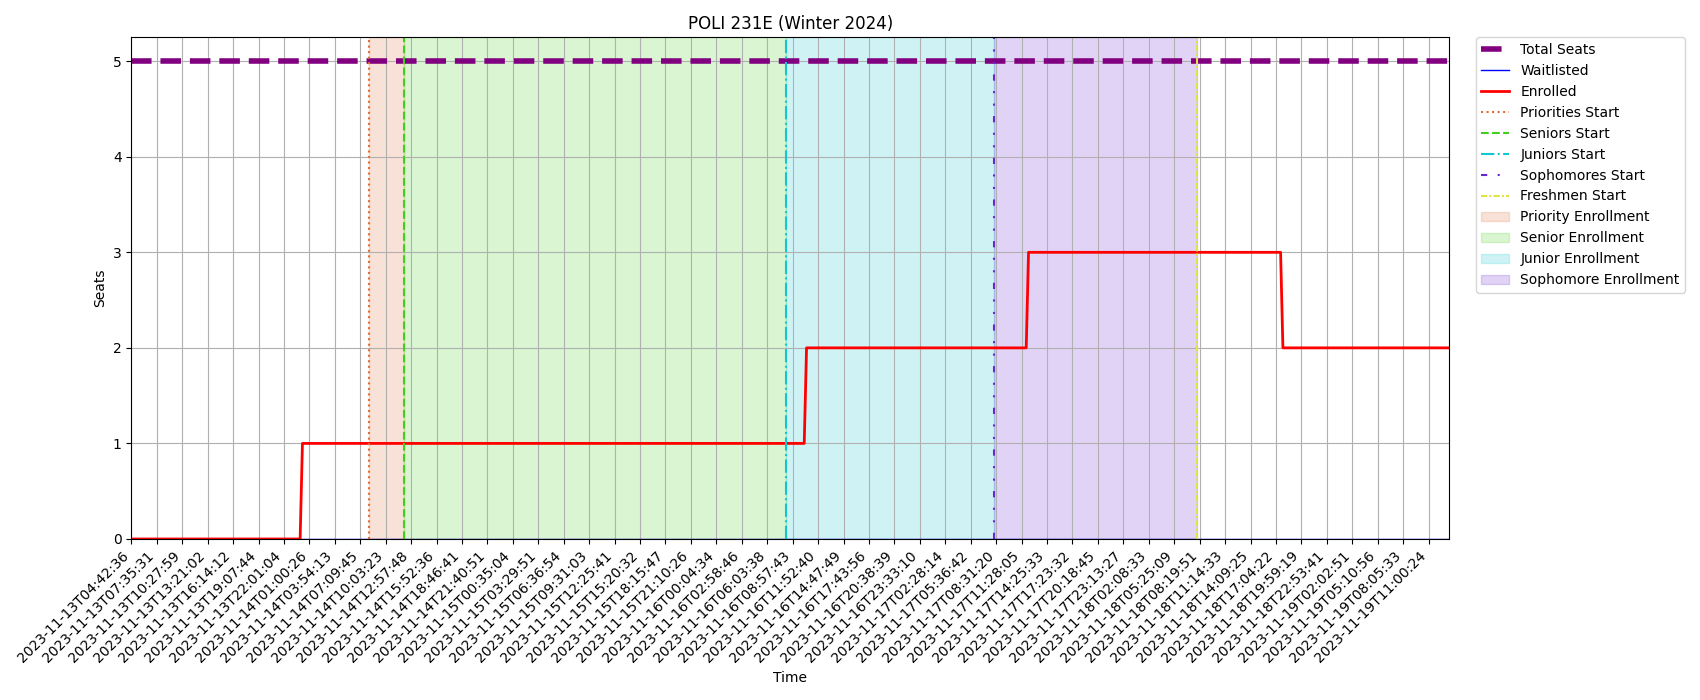 POLI 231E (Winter 2024)
Seats
5
4
3
2
1
0
2023-11-13T04:42:36
2023-11-13T07:35:31
2023-11-13T10:27:59
2023-11-13T13:21:02
2023-11-13T16:14:12
2023-11-13T19:07:44
2023-11-13T22:01:04
2023-11-14T01:00:26
2023-11-14T03:54:13
2023-11-14T07:09:45
2023-11-14T10:03:23
2023-11-14T12:57:48
2023-11-14T15:52:36
2023-11-14T18:46:41
2023-11-14T21:40:51
2023-11-15T00:35:04
2023-11-15T03:29:51
2023-11-15T06:36:54
2023-11-15T09:31:03
2023-11-15T12:25:41
2023-11-15T15:20:32
2023-11-15T18:15:47
2023-11-15T21:10:26
2023-11-16T00:04:34
2023-11-16T02:58:46
2023-11-16T06:03:38
2023-11-16T08:57:43
2023-11-16T11:52:40
2023-11-16T14:47:49
2023-11-16T17:43:56
2023-11-16T20:38:39
2023-11-16T23:33:10
2023-11-17T02:28:14
2023-11-17T05:36:42
2023-11-17T08:31:20
2023-11-17T11:28:05
2023-11-17T14:25:33
2023-11-17T17:23:32
2023-11-17T20:18:45
2023-11-17T23:13:27
2023-11-18T02:08:33
2023-11-18T05:25:09
2023-11-18T08:19:51
2023-11-18T11:14:33
2023-11-18T14:09:25
2023-11-18T17:04:22
2023-11-18T19:59:19
2023-11-18T22:53:41
2023-11-19T02:02:51
2023-11-19T05:10:56
2023-11-19T08:05:33
2023-11-19T11:00:24
Time
Total Seats
Waitlisted
Enrolled
Priorities Start
Seniors Start
Juniors Start
Sophomores Start
Freshmen Start
Priority Enrollment
Senior Enrollment
Junior Enrollment
Sophomore Enrollment